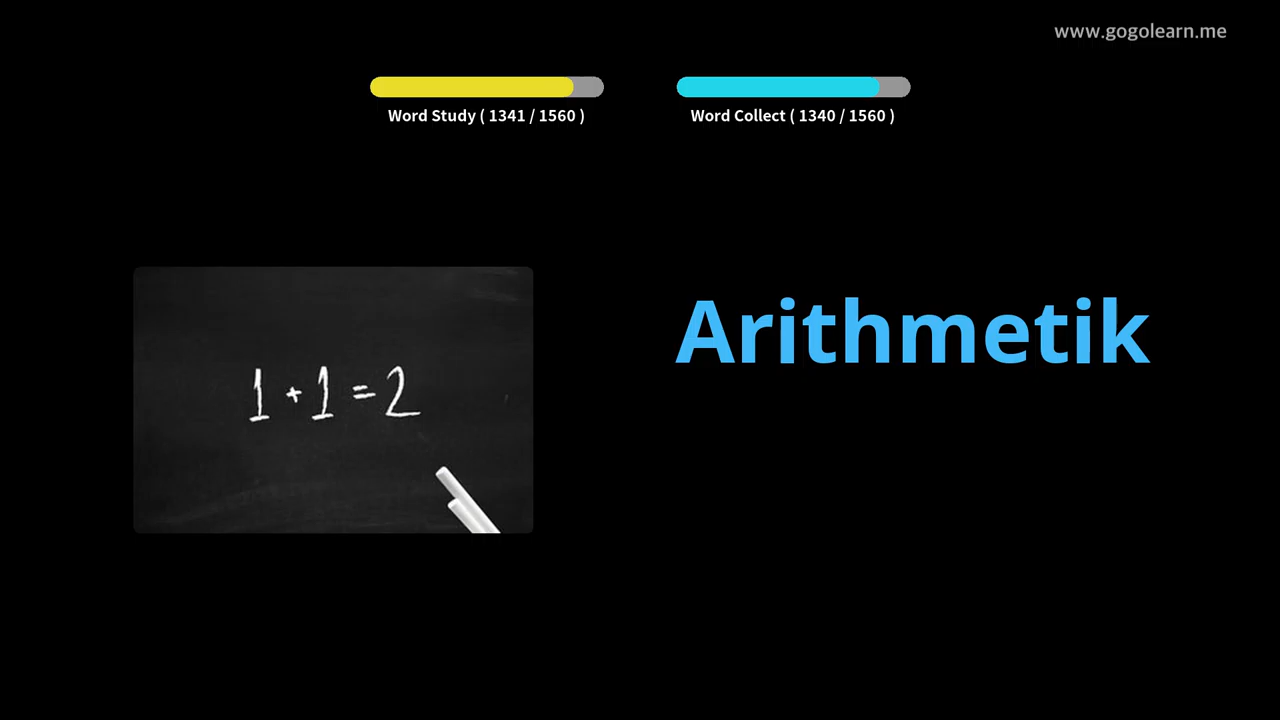 www.gogolearn.me
Word Study ( 1341 / 1560 )
Word Collect ( 1340 / 1560 )
Arithmetik
1 + 1 = 2